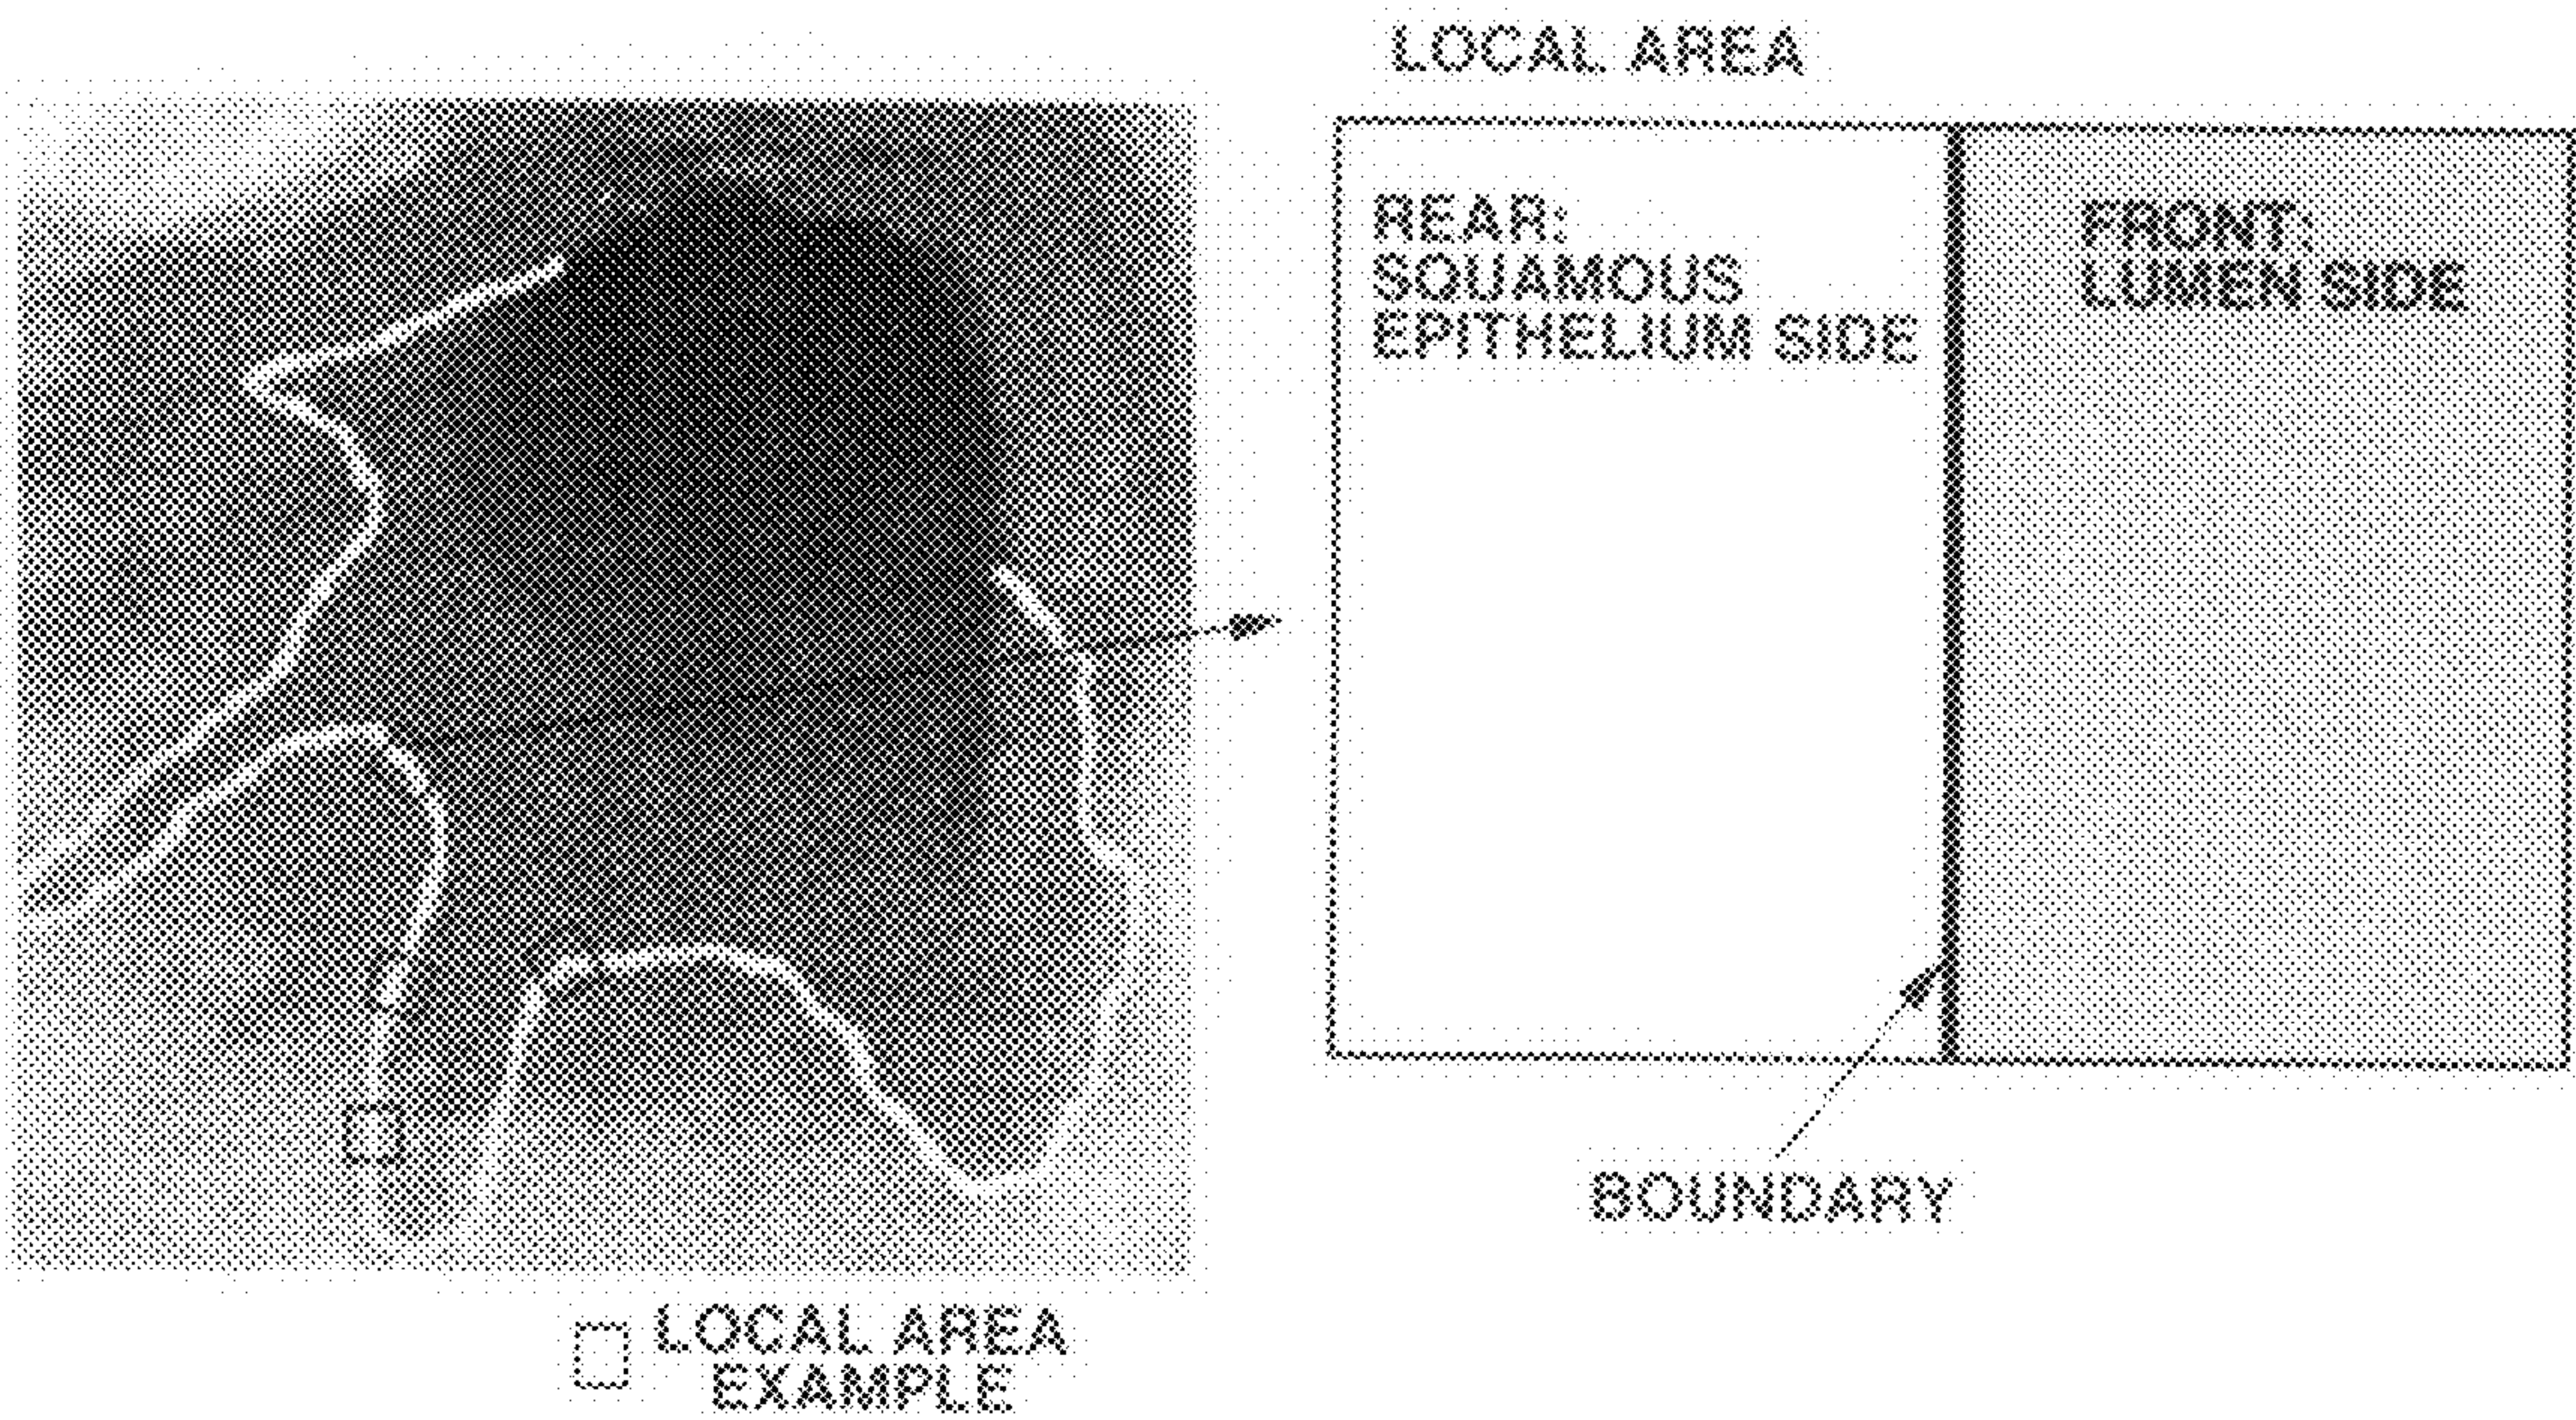 LOCAL AREA
REAR:
SQUAMOUS
EPITHELIUM SIDE
FRONT:
LUMEN SIDE
BOUNDARY
LOCAL AREA
EXAMPLE